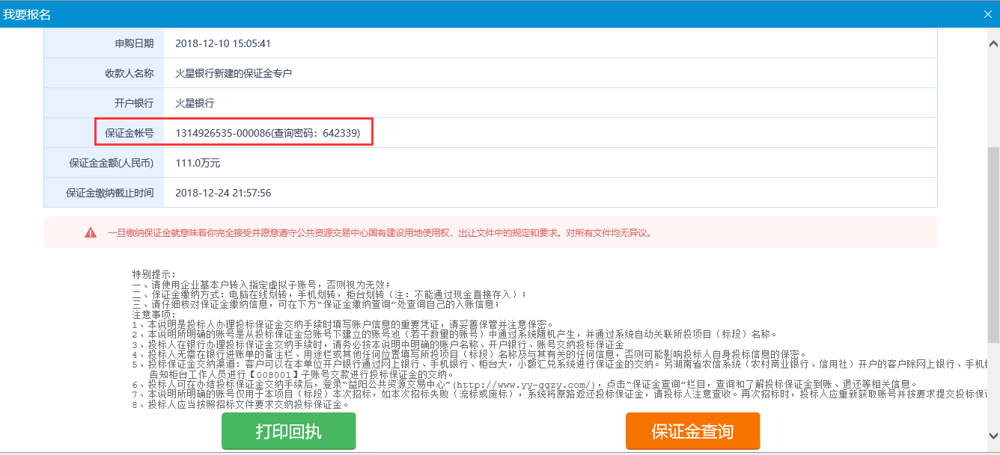 我要报名
申购日期 2018-12-10 15:05:41
收款人名称 火星银行新建的保证金专户
开户银行 火星银行
保证金帐号 1314926535-000086(查询密码：642339)
保证金金额(人民币) 111.0万元
保证金缴纳截止时间 2018-12-24 21:57:56
一旦缴纳保证金就意味着你完全接受并愿意遵守公共资源交易中心国有建设用地使用权，出让文件中的规定和要求。对所有文件均无异议。
特别提示：
一、请使用企业基本户转入指定虚拟子账号，否则视为无效；
二、保证金缴纳方式：电脑在线划转，手机划转，柜台划转（注：不能通过现金直接存入）；
三、请仔细核对保证金缴纳信息，可在下方“保证金缴纳查询”处查询自己的入账信息；
注意事项：
1、本说明是投标人办理投标保证金交纳手续时填写账户信息的重要凭证，请妥善保管并注意保密。
2、本说明所明确的账号是从投标保证金总账号下建立的账号池（若干数量的账号）中通过系统随机产生，并通过系统自动关联所投项目（标段）名称。
3、投标人在银行办理投标保证金交纳手续时，请务必按本说明中明确的账户名称、开户银行、账号交纳投标保证金
4、投标人无需在银行进账单的备注栏、用途栏或其他任何位置填写所投项目（标段）名称及与其有关的任何信息，否则可能影响投标人自身投标信息的保密。
5、投标保证金交纳渠道：客户可以在本单位开户银行通过网上银行、手机银行、柜台大，小额汇兑系统进行保证金的交纳。另湖南省农信系统（农村商业银行、信用社）开户的客户除网上银行、手机
告知柜台工作人员进行【008001】子账号交款进行投标保证金的交纳。
6、投标人可在办结投标保证金交纳手续后，登录“益阳公共资源交易中心”(http://www.yy-ggzy.com/)，点击“保证金查询”栏目，查询和了解投标保证金到账、退还等相关信息。
7、本说明所明确的账号仅用于本项目（标段）本次招标，如本次招标失败（流标或废标），系统将原路返还投标保证金，请投标人注意查收。再次招标时，投标人应重新获取账号并按要求提交投标保
8、投标人应当按照招标文件要求交纳投标保证金。
打印回执 保证金查询